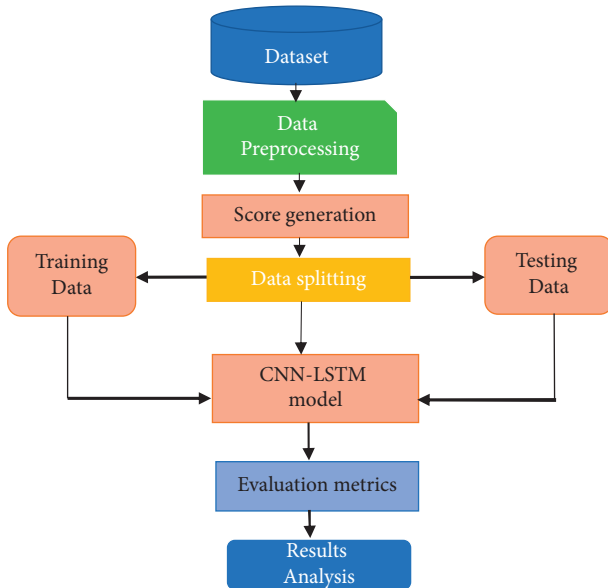 Dataset
Data
Preprocessing
Score generation
Training
Data
Data splitting
Testing
Data
CNN-LSTM
model
Evaluation metrics
Results
Analysis